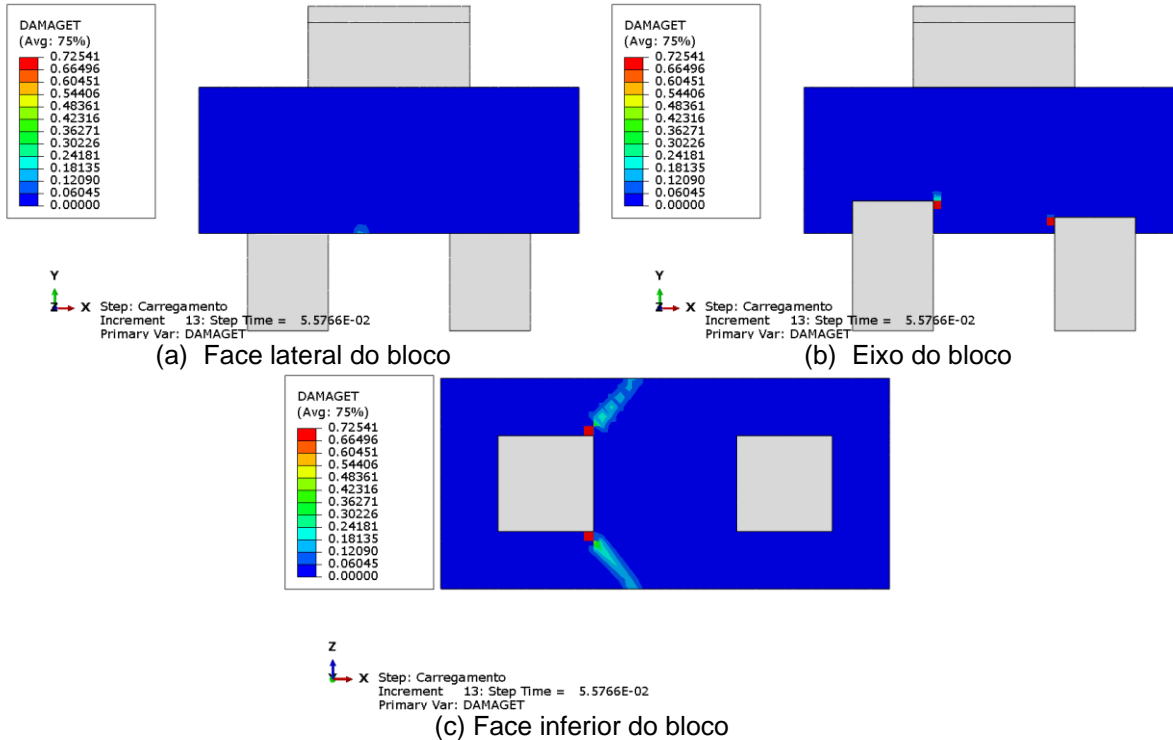 DAMAGET
(Avg: 75%)
0.72541
0.66496
0.60451
0.54406
0.48361
0.42316
0.36271
0.30226
0.24181
0.18135
0.12090
0.06045
0.00000
Y
Z X
Step: Carregamento
Increment 13: Step Time = 5.5766E-02
Primary Var: DAMAGET
(a) Face lateral do bloco
DAMAGET
(Avg: 75%)
0.72541
0.66496
0.60451
0.54406
0.48361
0.42316
0.36271
0.30226
0.24181
0.18135
0.12090
0.06045
0.00000
Y
Z X
Step: Carregamento
Increment 13: Step Time = 5.5766E-02
Primary Var: DAMAGET
(b) Eixo do bloco
DAMAGET
(Avg: 75%)
0.72541
0.66496
0.60451
0.54406
0.48361
0.42316
0.36271
0.30226
0.24181
0.18135
0.12090
0.06045
0.00000
Z
Y X
Step: Carregamento
Increment 13: Step Time = 5.5766E-02
Primary Var: DAMAGET
(c) Face inferior do bloco